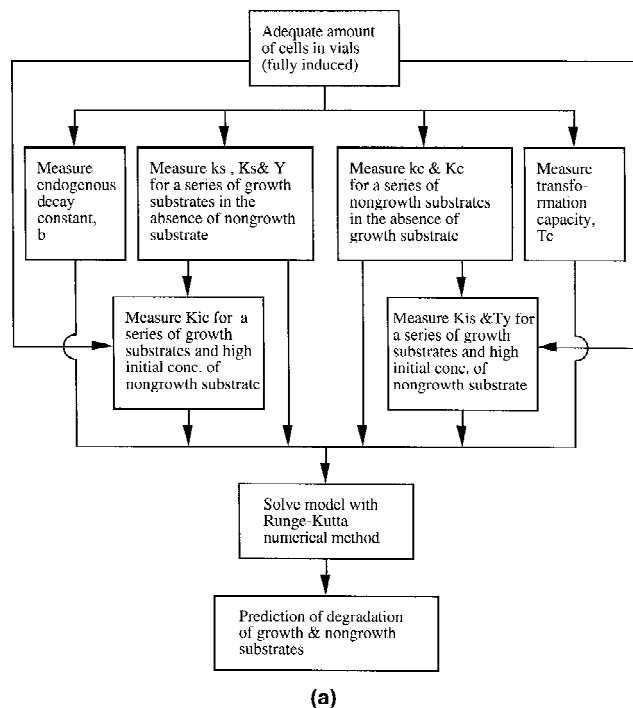 Adequate amount
of cells in vials
(fully induced)
Measure
endogenous
decay
constant,
b
Measure ks , Ks& Y
for a series of growth
substrates in the
absence of nongrowth
substrate
Measure kc & Kc
for a series of
nongrowth substrates
in the absence of
growth substrate
Measure
transfo-
rmation
capacity,
Tc
Measure Kic for a
series of growth
substrates and high
initial conc. of
nongrowth substrate
Measure Kis &Ty for
a series of growth
substrates and high
initial conc. of
nongrowth substrate
Solve model with
Runge-Kutta
numerical method
Prediction of degradation
of growth & nongrowth
substrates
(a)